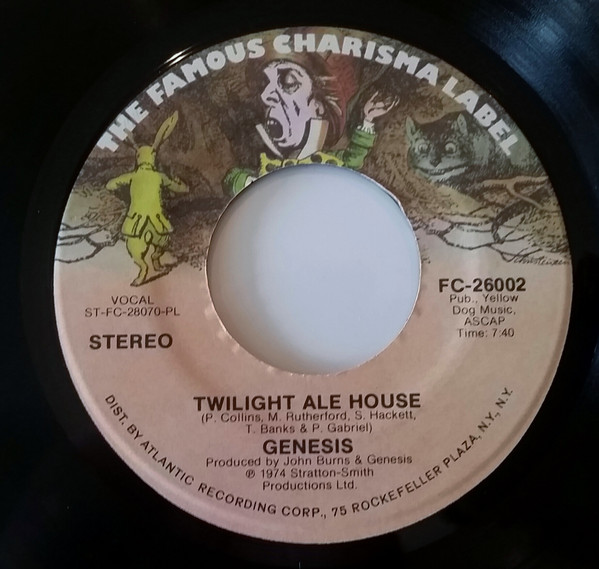 THE FAMOUS CHARISMA LABEL
VOCAL
ST-FC-28070-PL
STEREO
FC-26002
Pub., Yellow
Dog Music,
ASCAP
Time: 7:40
TWILIGHT ALE HOUSE
(P. Collins, M. Rutherford, S. Hackett,
T. Banks & P. Gabriel)
GENESIS
Produced by John Burns & Genesis
℗ 1974 Stratton-Smith
Productions Ltd.
DIST. BY ATLANTIC RECORDING CORP., 75 ROCKEFELLER PLAZA, N.Y., N.Y.